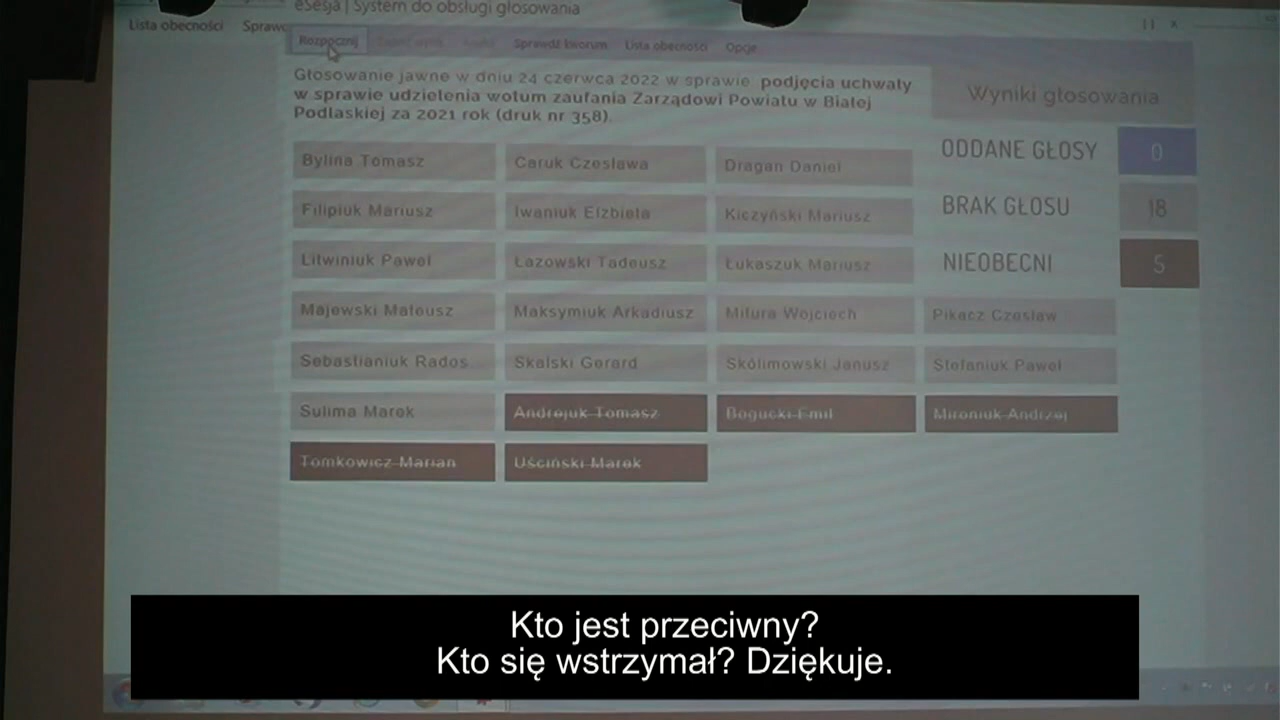 eSesja | System do obsługi głosowania
Lista obecności
Rozpocznij Sprawdź kworum Lista obecności Opcje
Głosowanie jawne w dniu 24 czerwca 2022 w sprawie podjęcia uchwały
w sprawie udzielenia wotum zaufania Zarządowi Powiatu w Białej
Podlaskiej za 2021 rok (druk nr 358).
Wyniki głosowania
ODDANE GŁOSY 0
BRAK GŁOSU 18
NIEOBECNI 5
Bylina Tomasz Caruk Czesława Dragan Daniel
Filipiuk Mariusz Iwaniuk Elżbieta Kiczyński Mariusz
Litwiniuk Paweł Łazowski Tadeusz Łukaszuk Mariusz
Majewski Mateusz Maksymiuk Arkadiusz Mitura Wojciech Pikacz Czesław
Sebastianiuk Rados Skalski Gerard Skólimowski Janusz Stefaniuk Paweł
Sulima Marek Andrejuk Tomasz Bogucki Emil Mironiuk Andrzej
Tomkowicz Marian Uściński Marek
Kto jest przeciwny?
Kto się wstrzymał? Dziękuje.